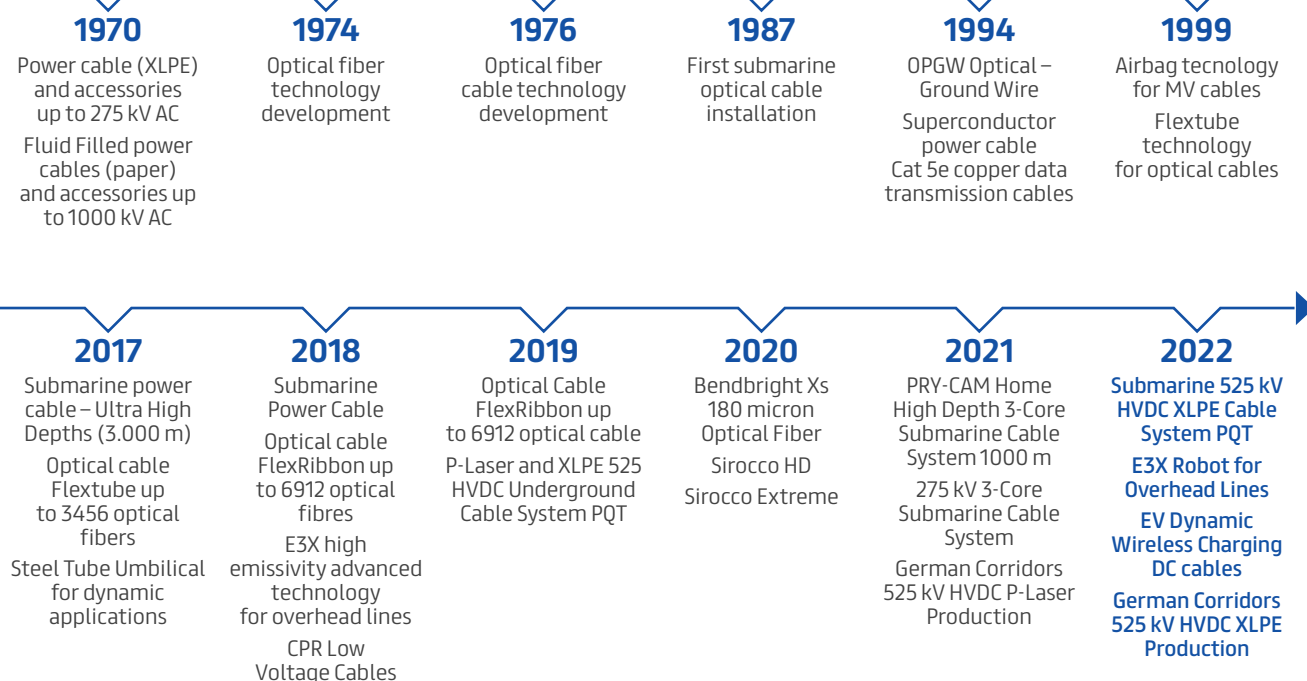 1970
Power cable (XLPE)
and accessories
up to 275 kV AC
Fluid Filled power
cables (paper)
and accessories up
to 1000 kV AC
1974
Optical fiber
technology
development
1976
Optical fiber
cable technology
development
1987
First submarine
optical cable
installation
1994
OPGW Optical –
Ground Wire
Superconductor
power cable
Cat 5e copper data
transmission cables
1999
Airbag tecnology
for MV cables
Flextube
technology
for optical cables
2017
Submarine power
cable – Ultra High
Depths (3.000 m)
Optical cable
Flextube up
to 3456 optical
fibers
Steel Tube Umbilical
for dynamic
applications
2018
Submarine
Power Cable
Optical cable
FlexRibbon up
to 6912 optical
fibres
E3X high
emissivity advanced
technology
for overhead lines
CPR Low
Voltage Cables
2019
Optical Cable
FlexRibbon up
to 6912 optical cable
P-Laser and XLPE 525
HVDC Underground
Cable System PQT
2020
Bendbright Xs
180 micron
Optical Fiber
Sirocco HD
Sirocco Extreme
2021
PRY-CAM Home
High Depth 3-Core
Submarine Cable
System 1000 m
275 kV 3-Core
Submarine Cable
System
German Corridors
525 kV HVDC P-Laser
Production
2022
Submarine 525 kV
HVDC XLPE Cable
System PQT
E3X Robot for
Overhead Lines
EV Dynamic
Wireless Charging
DC cables
German Corridors
525 kV HVDC XLPE
Production